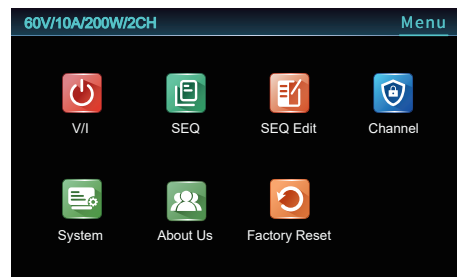 60V/10A/200W/2CH Menu
V/I SEQ SEQ Edit Channel
System About Us Factory Reset